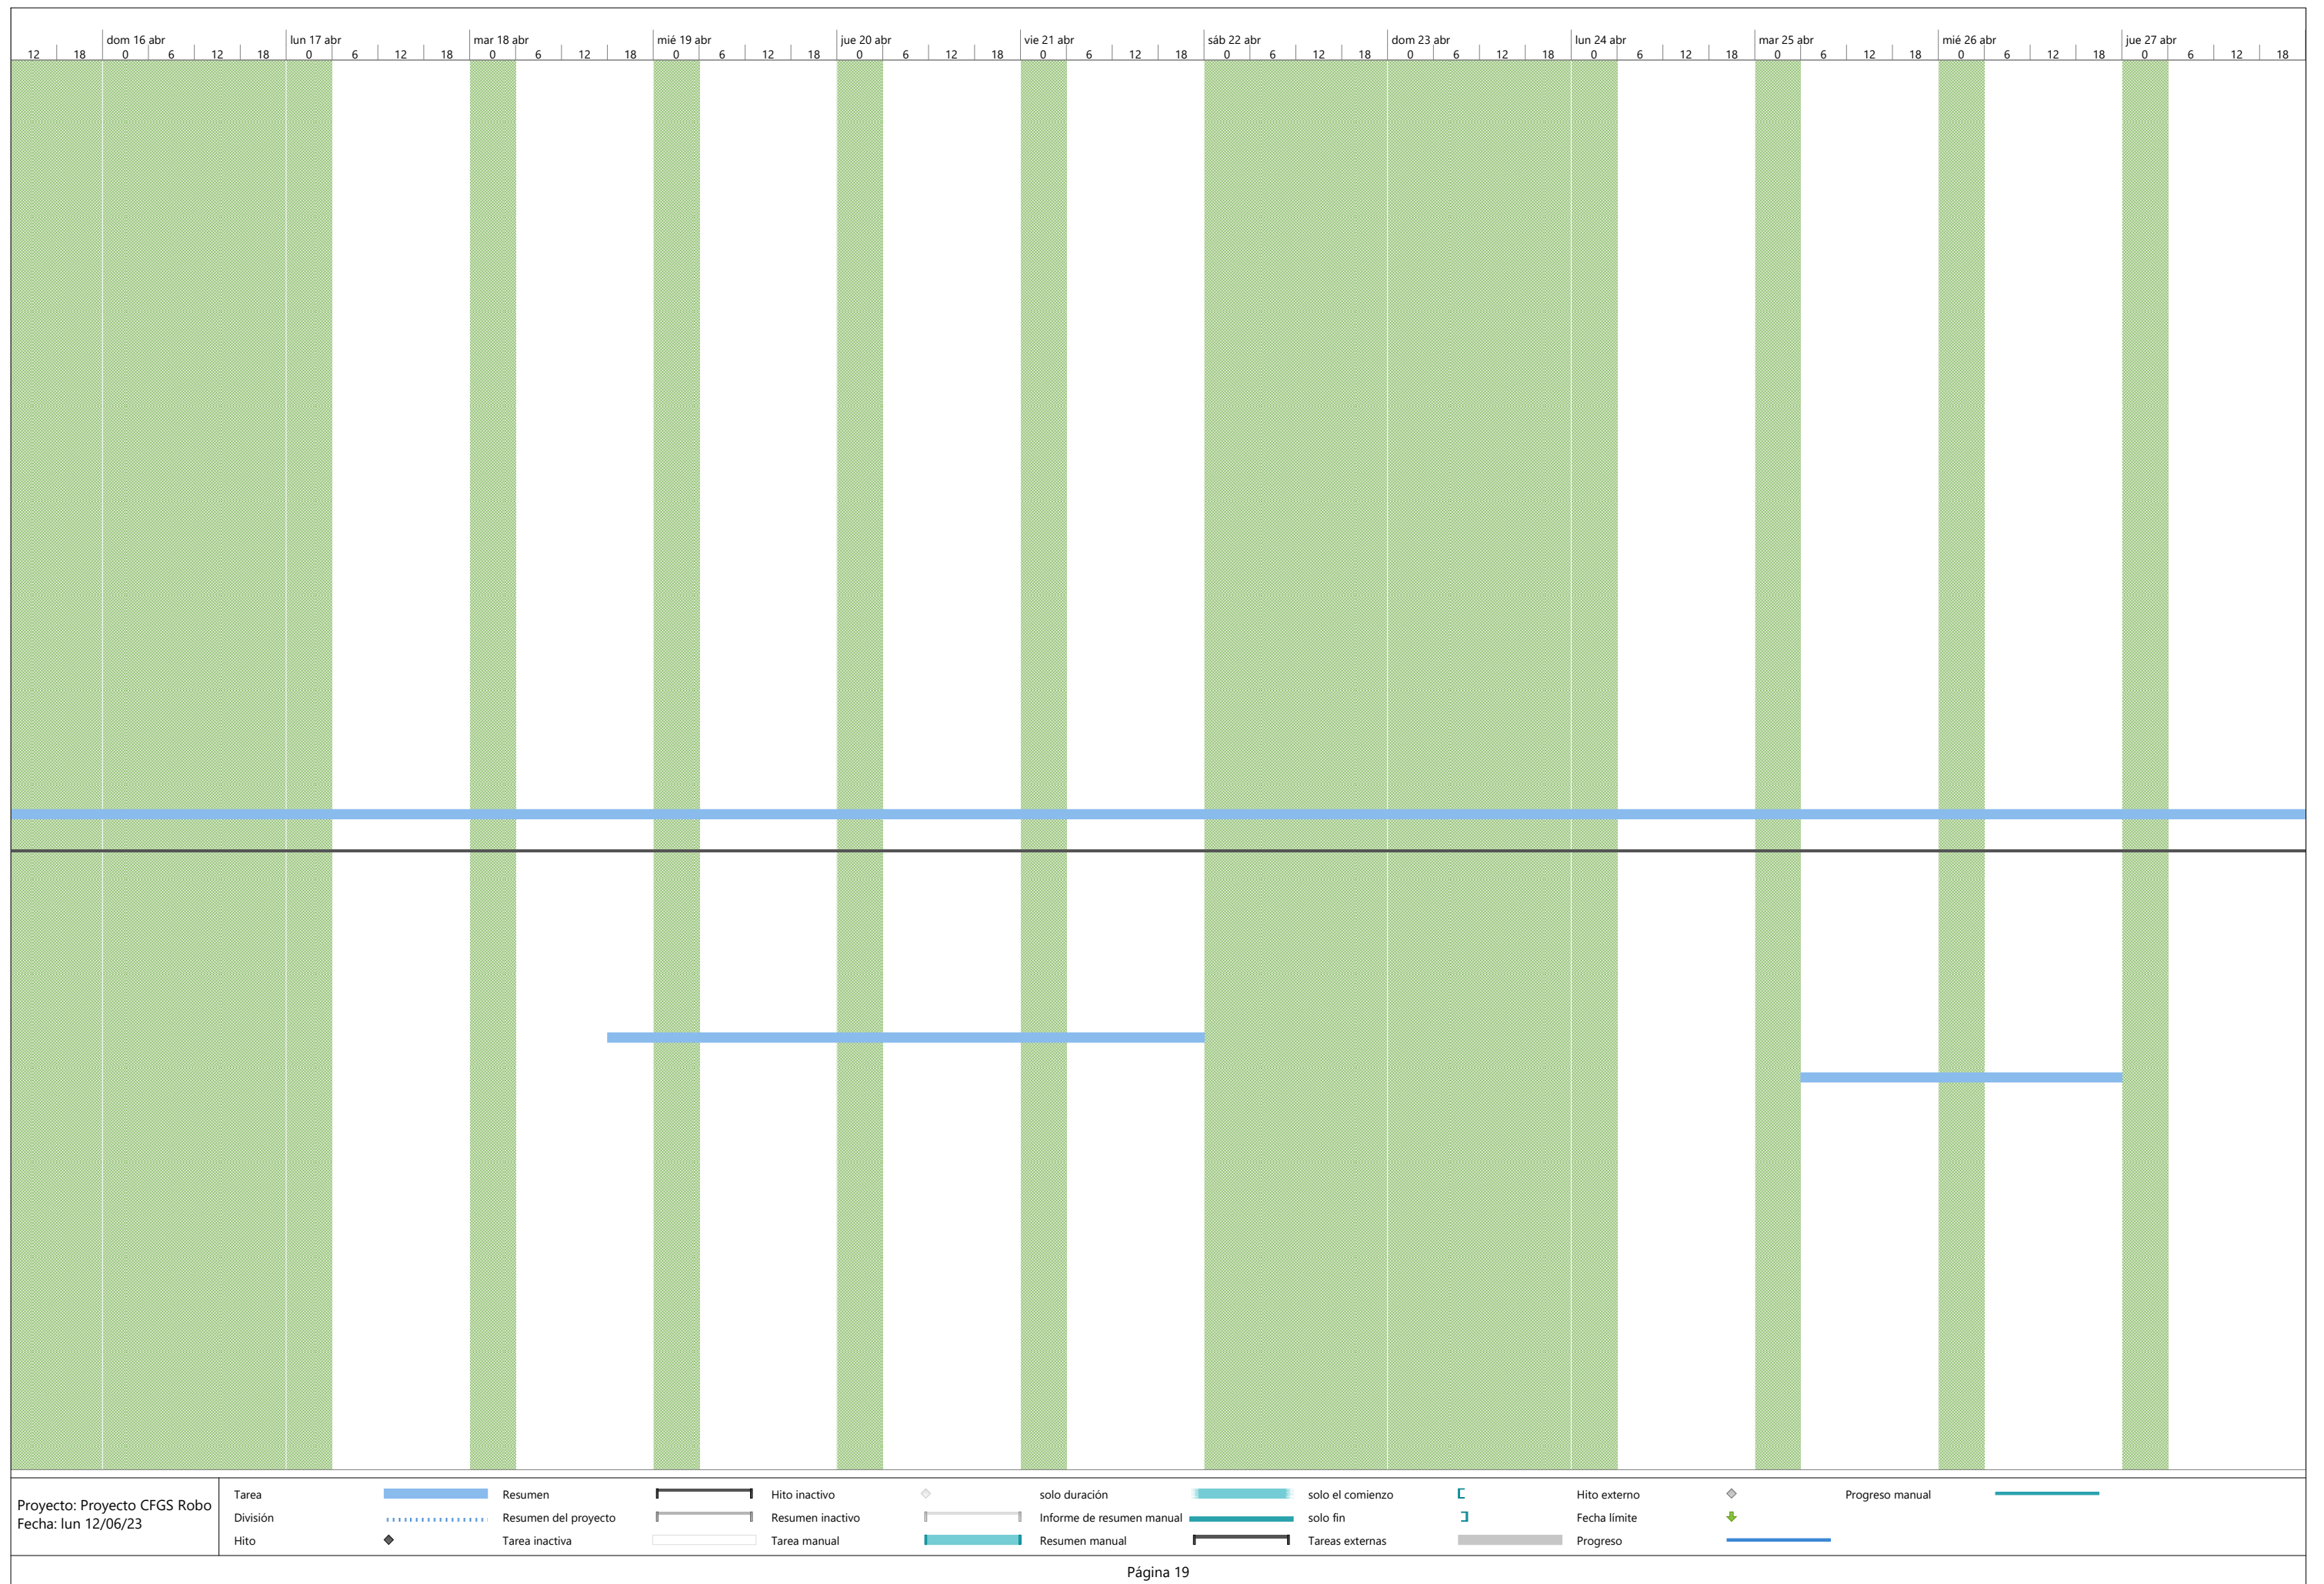 dom 16 abr lun 17 abr mar 18 abr mié 19 abr jue 20 abr vie 21 abr sáb 22 abr dom 23 abr lun 24 abr mar 25 abr mié 26 abr jue 27 abr
12 18 0 6 12 18 0 6 12 18 0 6 12 18 0 6 12 18 0 6 12 18 0 6 12 18 0 6 12 18 0 6 12 18 0 6 12 18 0 6 12 18 0 6 12 18 0 6 12 18
Proyecto: Proyecto CFGS Robo
Fecha: lun 12/06/23
Tarea
División
Hito
Resumen
Resumen del proyecto
Tarea inactiva
Hito inactivo
Resumen inactivo
Tarea manual
solo duración
Informe de resumen manual
Resumen manual
solo el comienzo
solo fin
Tareas externas
Hito externo
Fecha límite
Progreso
Progreso manual
Página 19